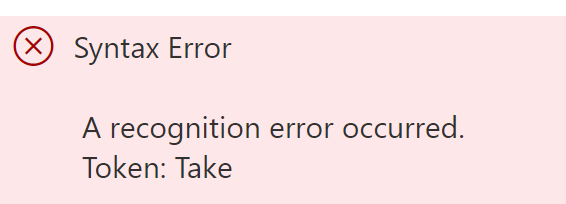 Syntax Error
A recognition error occurred.
Token: Take